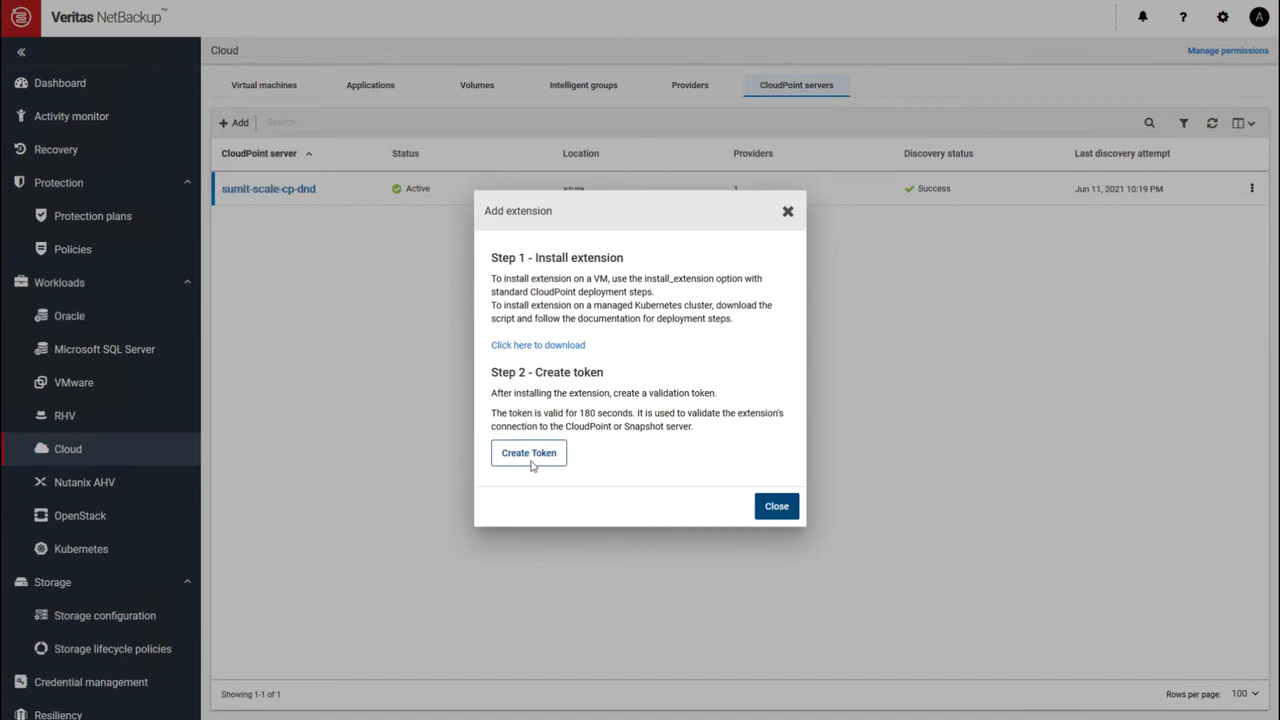 Veritas NetBackup™
A
Cloud
Manage permissions
Dashboard
Activity monitor
Recovery
Protection
Protection plans
Policies
Workloads
Oracle
Microsoft SQL Server
VMware
RHV
Cloud
Nutanix AHV
OpenStack
Kubernetes
Storage
Storage configuration
Storage lifecycle policies
Credential management
Resiliency
Virtual machines Applications Volumes Intelligent groups Providers CloudPoint servers
+ Add Search...
CloudPoint server Status Location Providers Discovery status Last discovery attempt
sumit-scale-cp-dnd Active azure 1 Success Jun 11, 2021 10:19 PM
Add extension
Step 1 - Install extension
To install extension on a VM, use the install_extension option with
standard CloudPoint deployment steps.
To install extension on a managed Kubernetes cluster, download the
script and follow the documentation for deployment steps.
Click here to download
Step 2 - Create token
After installing the extension, create a validation token.
The token is valid for 180 seconds. It is used to validate the extension's
connection to the CloudPoint or Snapshot server.
Create Token
Close
Showing 1-1 of 1
Rows per page: 100